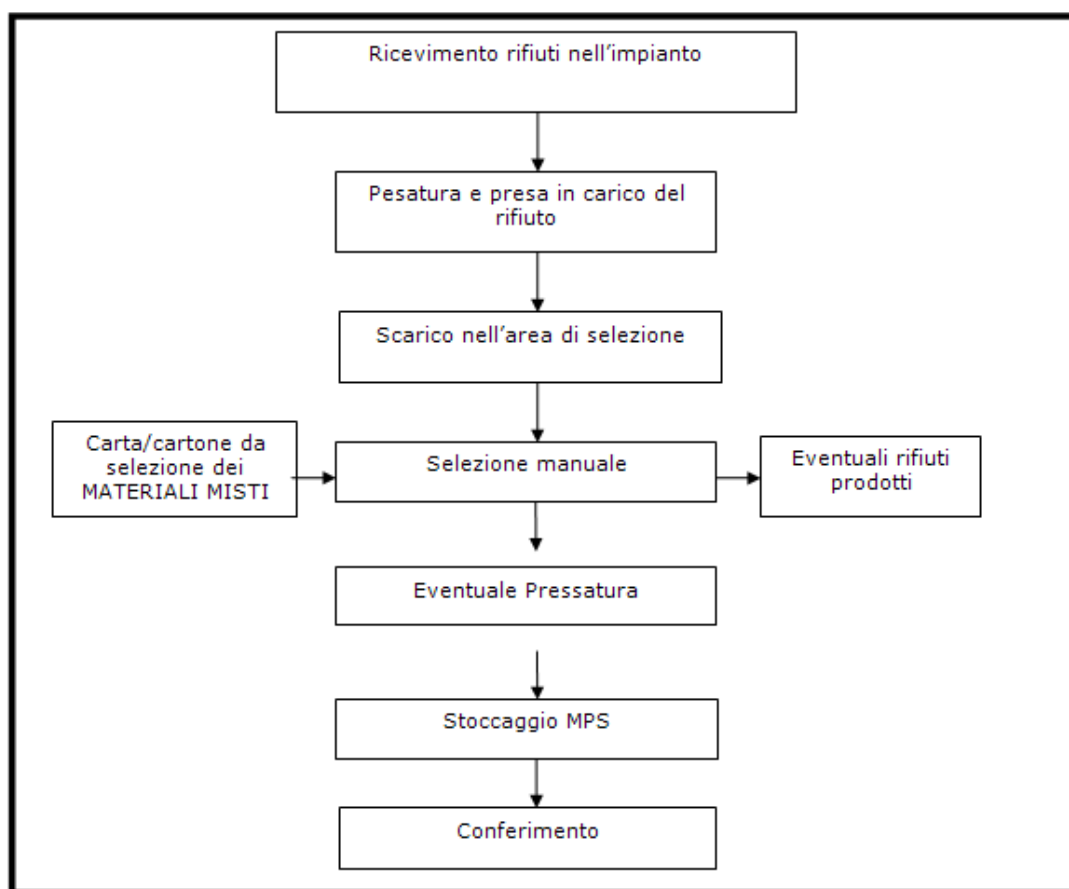 Ricevimento rifiuti nell’impianto
Pesatura e presa in carico del
rifiuto
Scarico nell’area di selezione
Carta/cartone da
selezione dei
MATERIALI MISTI
Selezione manuale
Eventuali rifiuti
prodotti
Eventuale Pressatura
Stoccaggio MPS
Conferimento